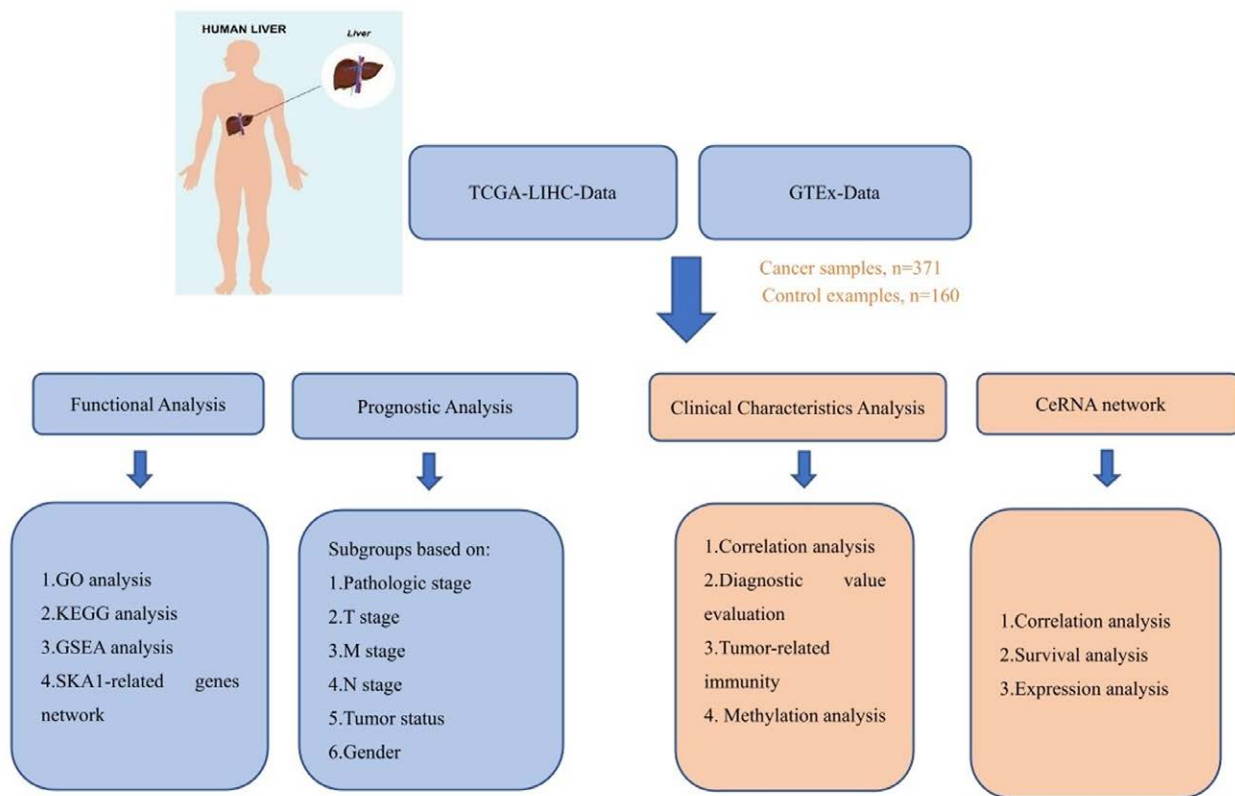 HUMAN LIVER
Liver
TCGA-LIHC-Data
GTEx-Data
Cancer samples, n=371
Control examples, n=160
Functional Analysis
Prognostic Analysis
Clinical Characteristics Analysis
CeRNA network
1.GO analysis
2.KEGG analysis
3.GSEA analysis
4.SKA1-related genes
network
Subgroups based on:
1.Pathologic stage
2.T stage
3.M stage
4.N stage
5.Tumor status
6.Gender
1.Correlation analysis
2.Diagnostic value
evaluation
3.Tumor-related
immunity
4. Methylation analysis
1.Correlation analysis
2.Survival analysis
3.Expression analysis